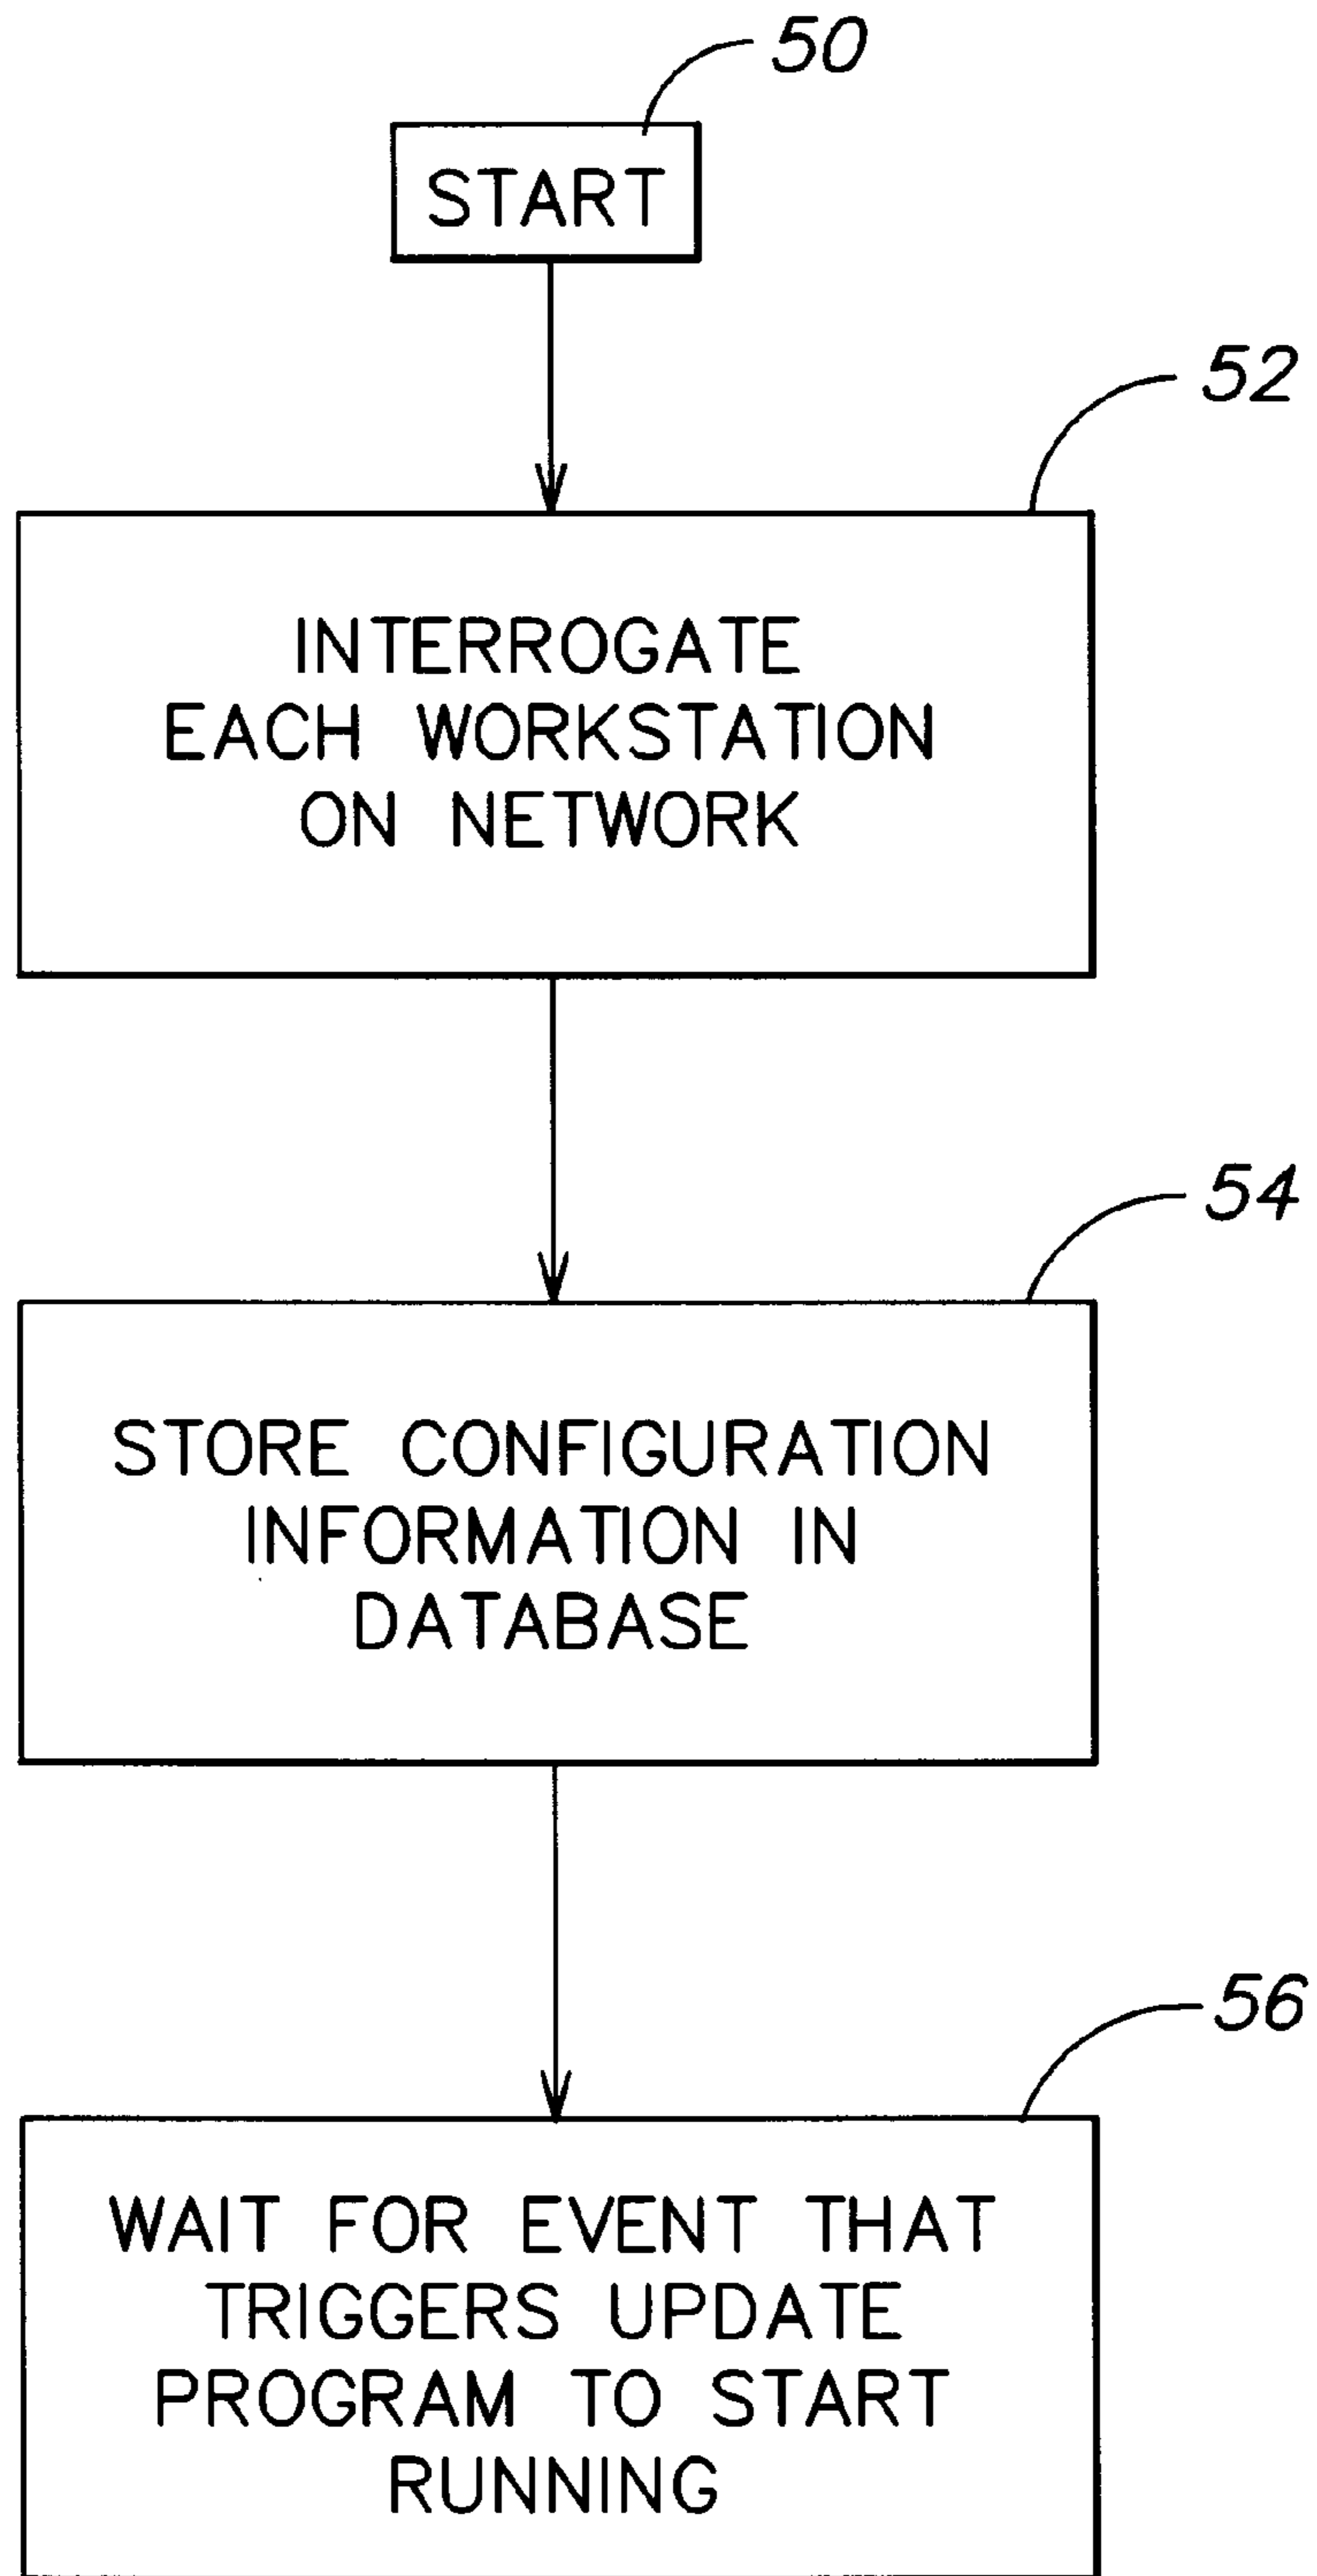 50
START
52
INTERROGATE
EACH WORKSTATION
ON NETWORK
54
STORE CONFIGURATION
INFORMATION IN
DATABASE
56
WAIT FOR EVENT THAT
TRIGGERS UPDATE
PROGRAM TO START
RUNNING